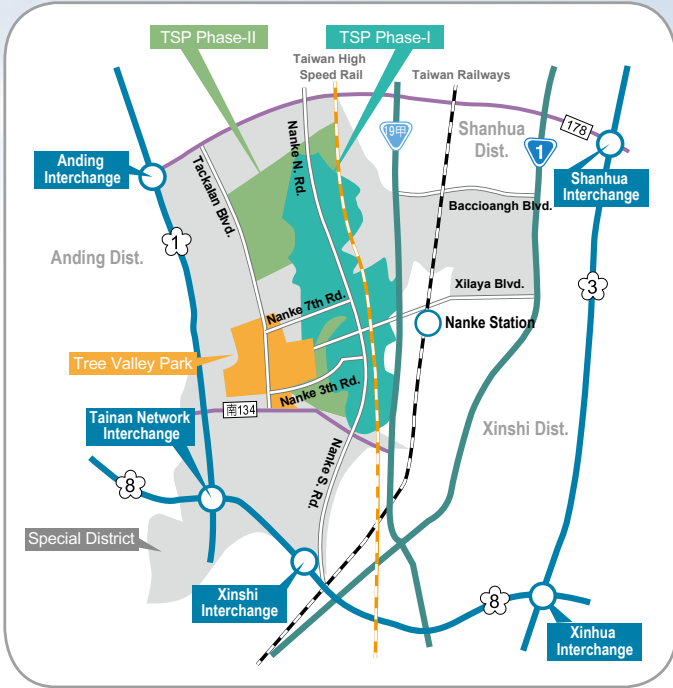 TSP Phase-II
TSP Phase-I
Taiwan High
Speed Rail
Taiwan Railways
19甲
Shanhua
Dist.
178
1
Anding
Interchange
Tackalan Blvd.
Nanke N. Rd.
Shanhua
Interchange
Baccioangh Blvd.
1
Anding Dist.
Xilaya Blvd.
3
Nanke 7th Rd.
Nanke Station
Tree Valley Park
Nanke 3th Rd.
南134
Tainan Network
Interchange
Xinshi Dist.
Nanke S. Rd.
8
Special District
Xinshi
Interchange
8
Xinhua
Interchange